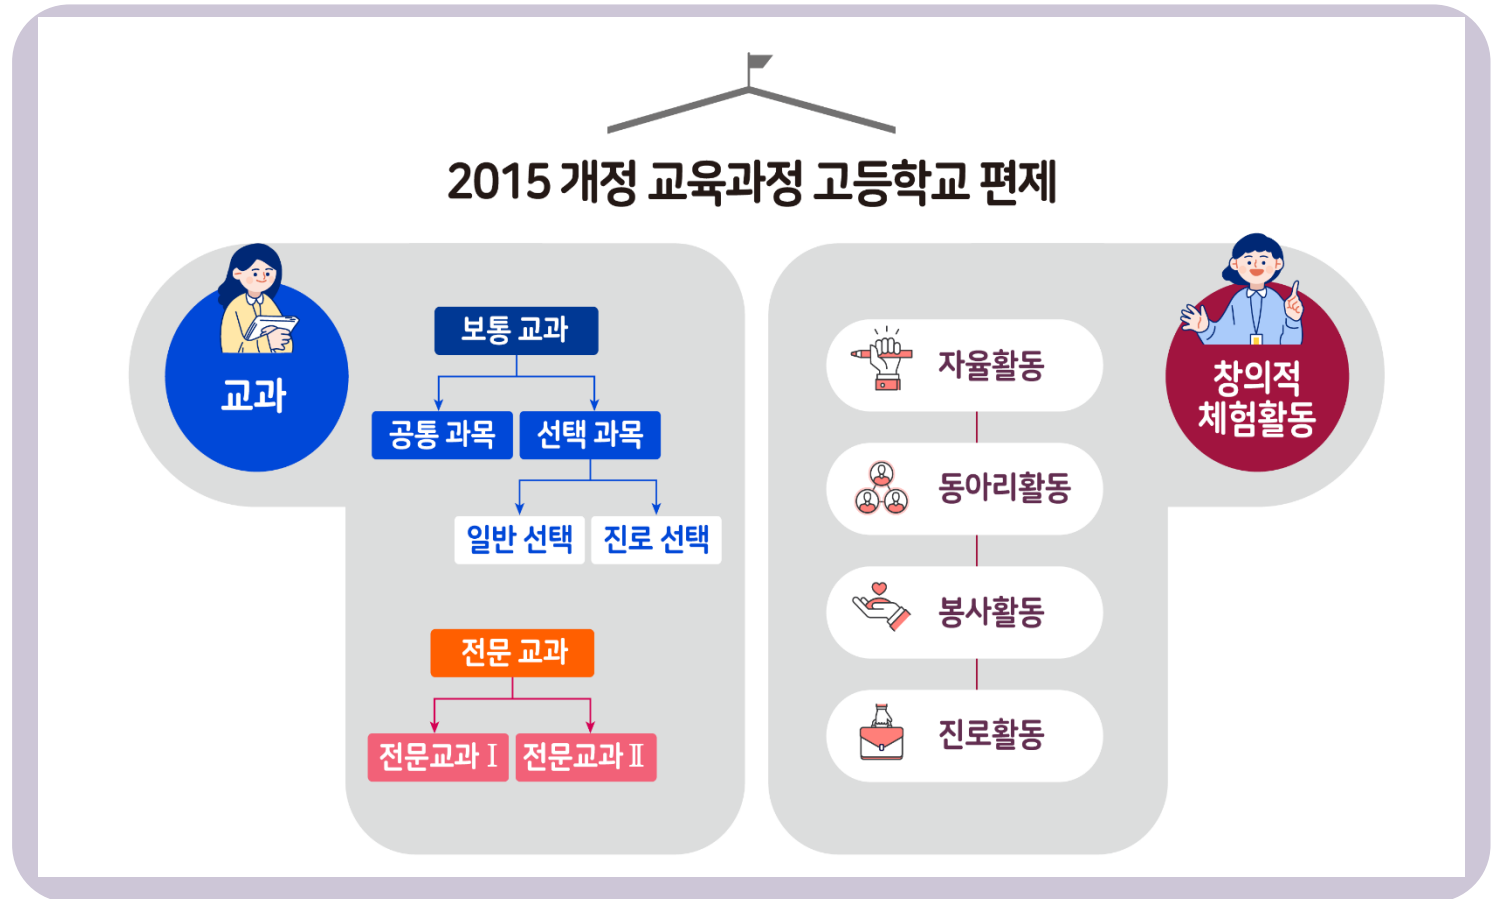 2015 개정 교육과정 고등학교 편제
교과
보통 교과
공통 과목
선택 과목
일반 선택
진로 선택
전문 교과
전문교과 Ⅰ
전문교과 Ⅱ
창의적
체험활동
자율활동
동아리활동
봉사활동
진로활동